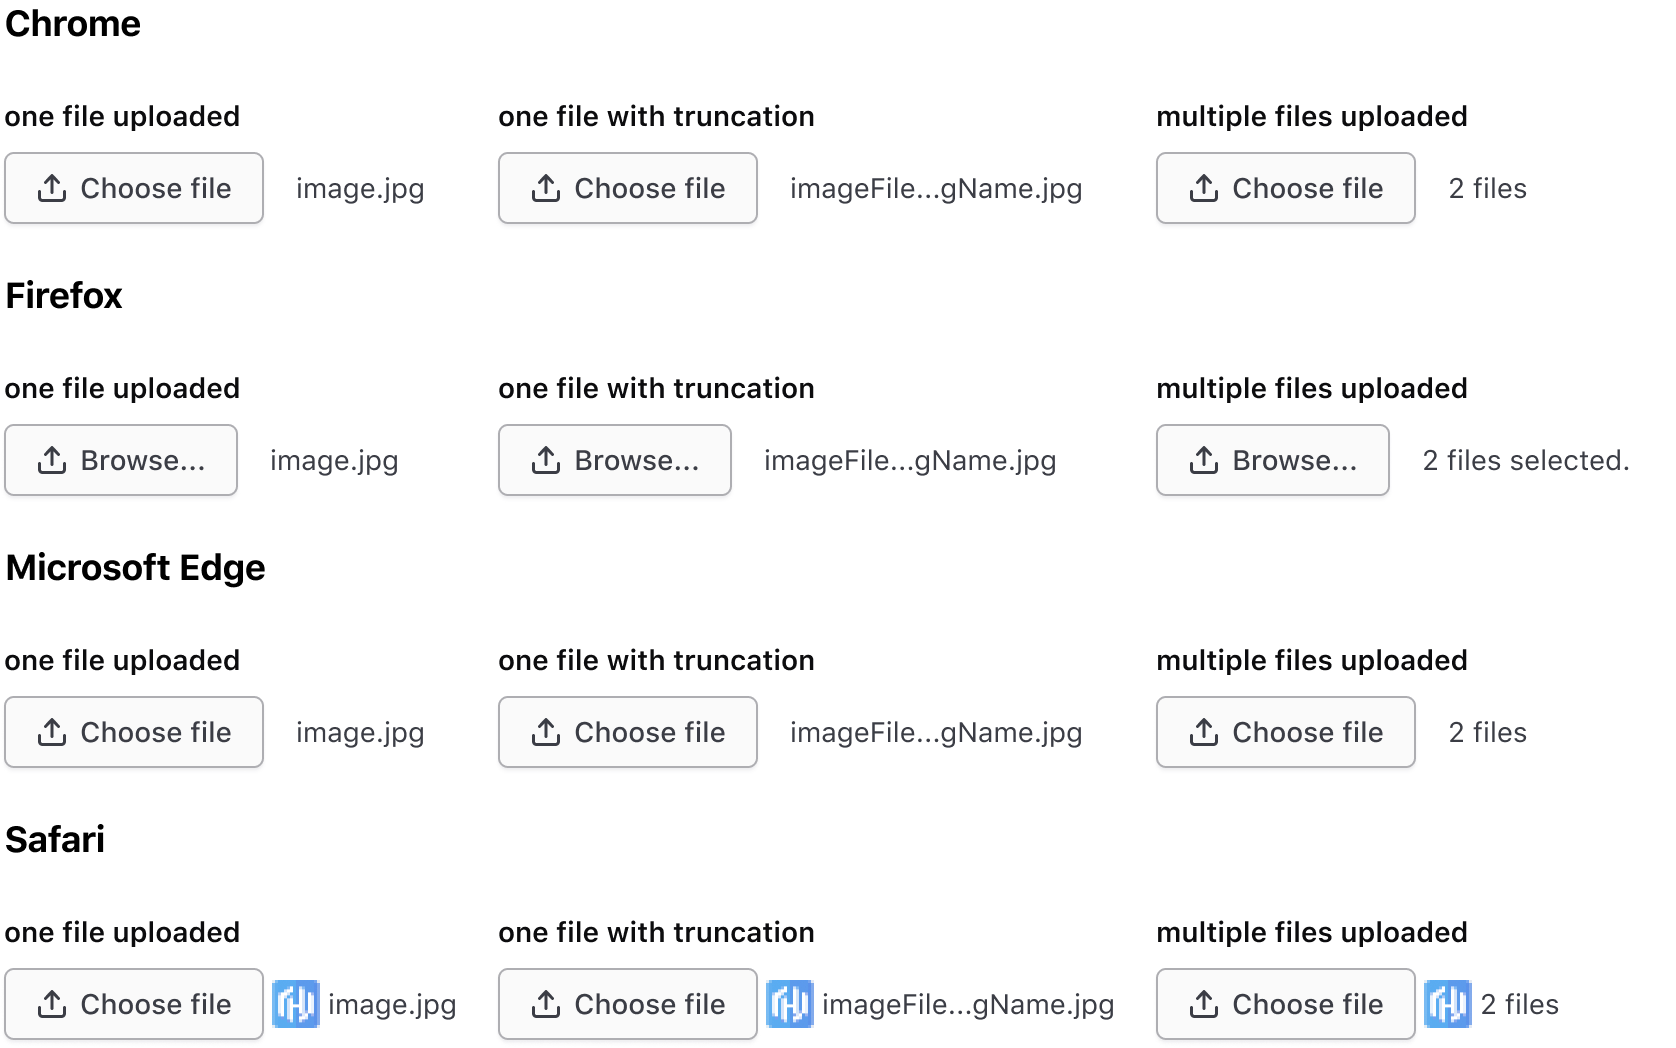 Chrome
one file uploaded one file with truncation multiple files uploaded
Choose file image.jpg Choose file imageFile...gName.jpg Choose file 2 files
Firefox
one file uploaded one file with truncation multiple files uploaded
Browse... image.jpg Browse... imageFile...gName.jpg Browse... 2 files selected.
Microsoft Edge
one file uploaded one file with truncation multiple files uploaded
Choose file image.jpg Choose file imageFile...gName.jpg Choose file 2 files
Safari
one file uploaded one file with truncation multiple files uploaded
Choose file image.jpg Choose file imageFile...gName.jpg Choose file 2 files